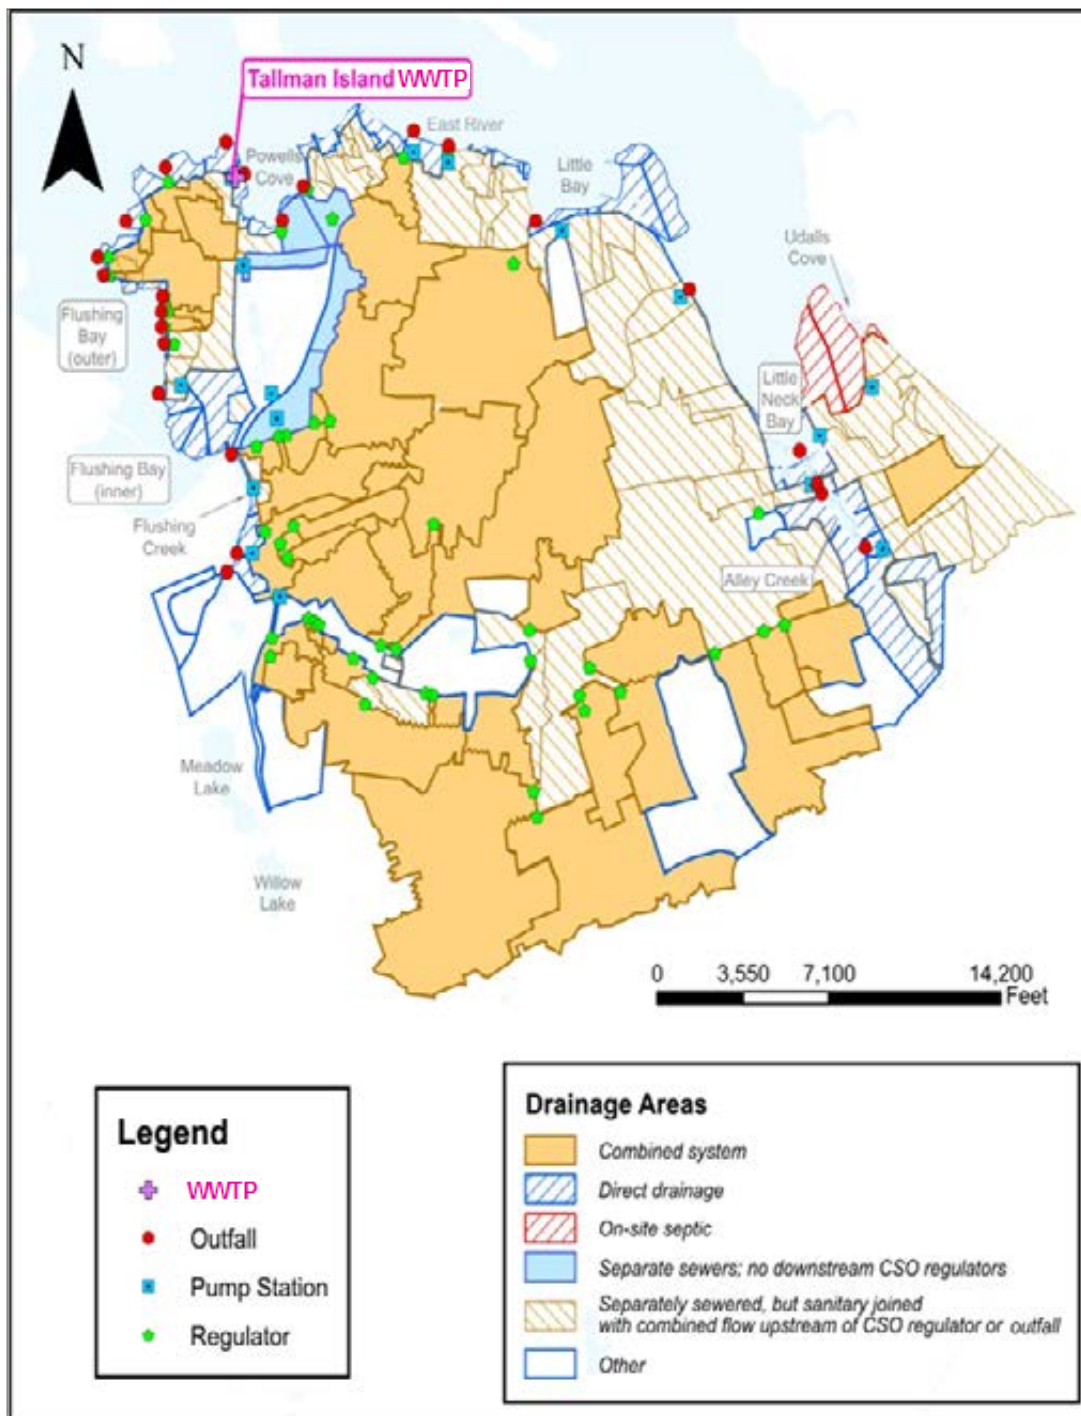 N
Tallman Island WWTP
East River
Powells
Cove
Little
Bay
Udalls
Cove
Flushing
Bay
(outer)
Little
Neck
Bay
Flushing Bay
(inner)
Flushing
Creek
Alley Creek
Meadow
Lake
Willow
Lake
0 3,550 7,100 14,200
Feet
Legend
WWTP
Outfall
Pump Station
Regulator
Drainage Areas
Combined system
Direct drainage
On-site septic
Separate sewers; no downstream CSO regulators
Separately sewered, but sanitary joined
with combined flow upstream of CSO regulator or outfall
Other